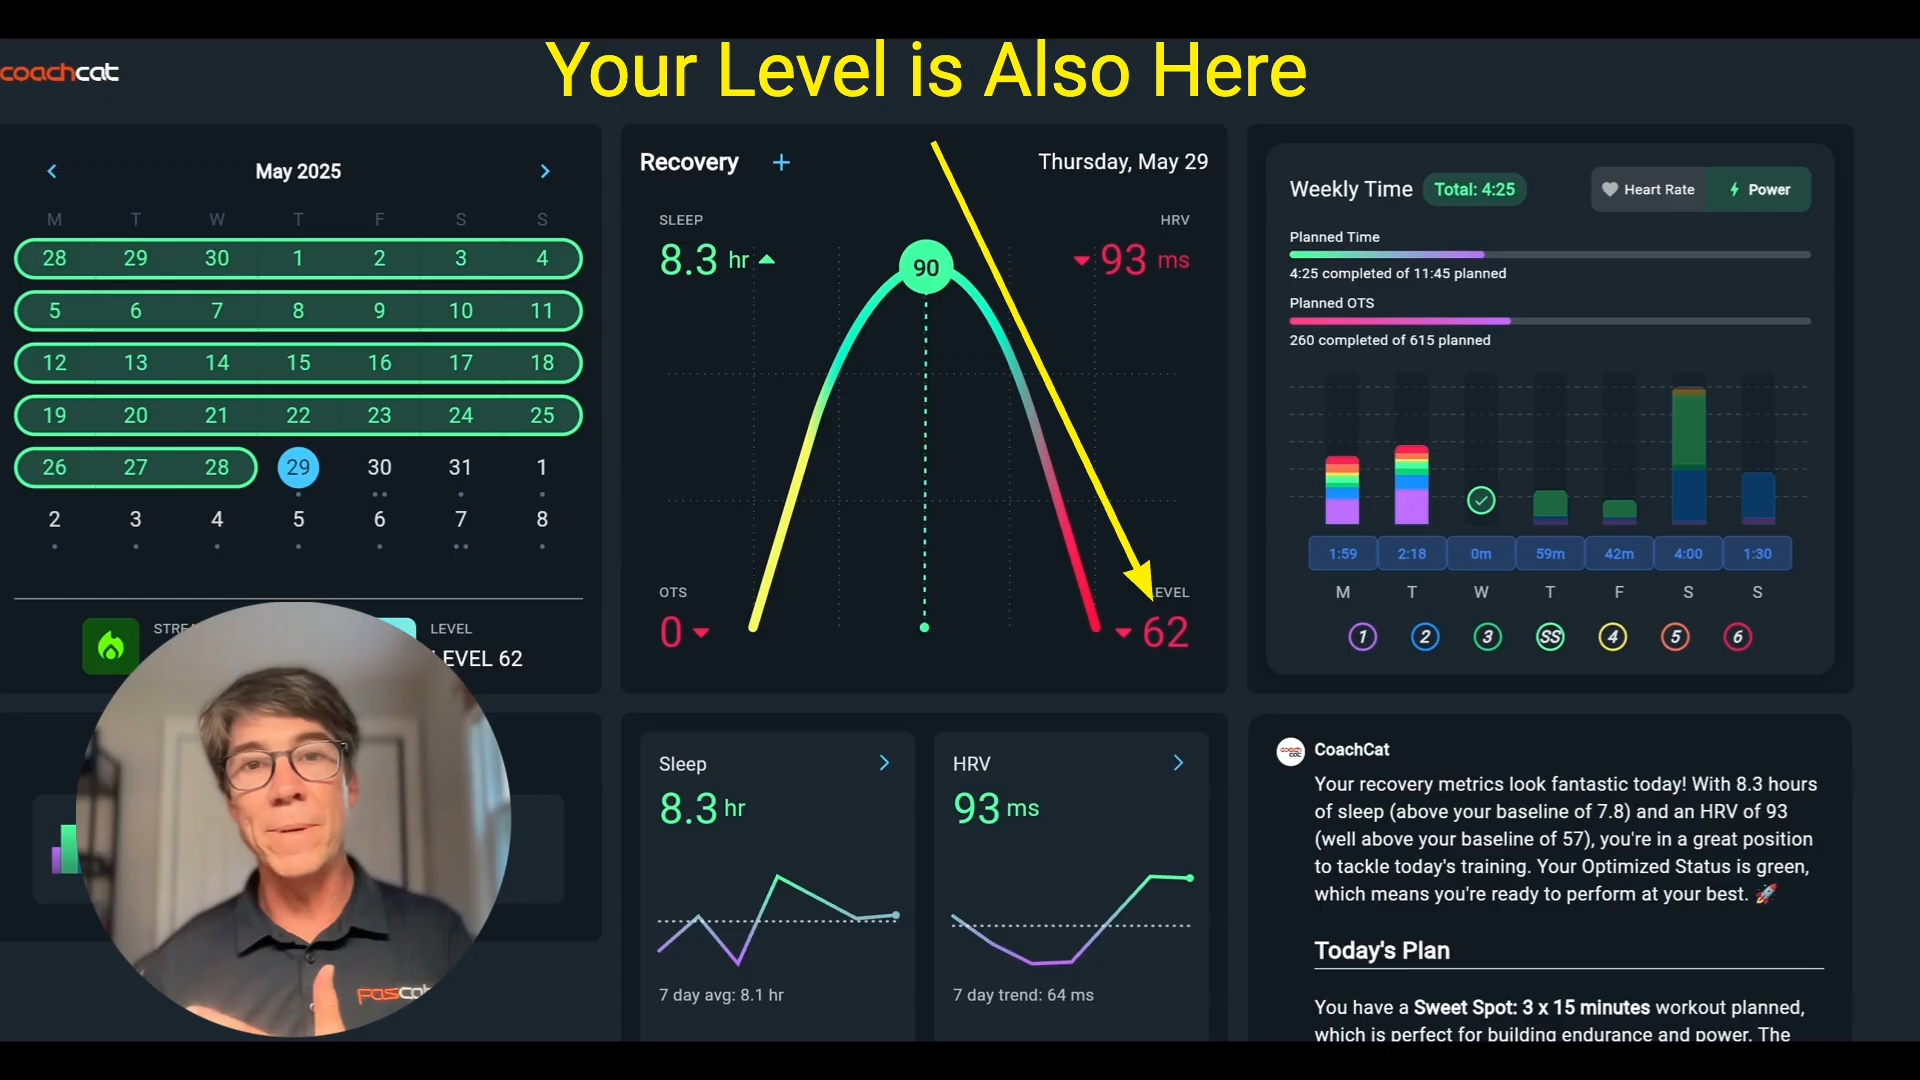 Your Level is Also Here
coachcat
May 2025
M T W T F S S
28 29 30 1 2 3 4
5 6 7 8 9 10 11
12 13 14 15 16 17 18
19 20 21 22 23 24 25
26 27 28 29 30 31 1
2 3 4 5 6 7 8
LEVEL
LEVEL 62
Recovery +
Thursday, May 29
SLEEP
8.3 hr
HRV
93 ms
90
OTS
0
LEVEL
62
Weekly Time Total: 4:25
Heart Rate Power
Planned Time
4:25 completed of 11:45 planned
Planned OTS
260 completed of 615 planned
1:59 2:18 0m 59m 42m 4:00 1:30
M T W T F S S
1 2 3 SS 4 5 6
Sleep
8.3 hr
7 day avg: 8.1 hr
HRV
93 ms
7 day trend: 64 ms
coach
cat
CoachCat
Your recovery metrics look fantastic today! With 8.3 hours
of sleep (above your baseline of 7.8) and an HRV of 93
(well above your baseline of 57), you're in a great position
to tackle today's training. Your Optimized Status is green,
which means you're ready to perform at your best. 🚀
Today's Plan
You have a Sweet Spot: 3 x 15 minutes workout planned,
which is perfect for building endurance and power. The
FasCat